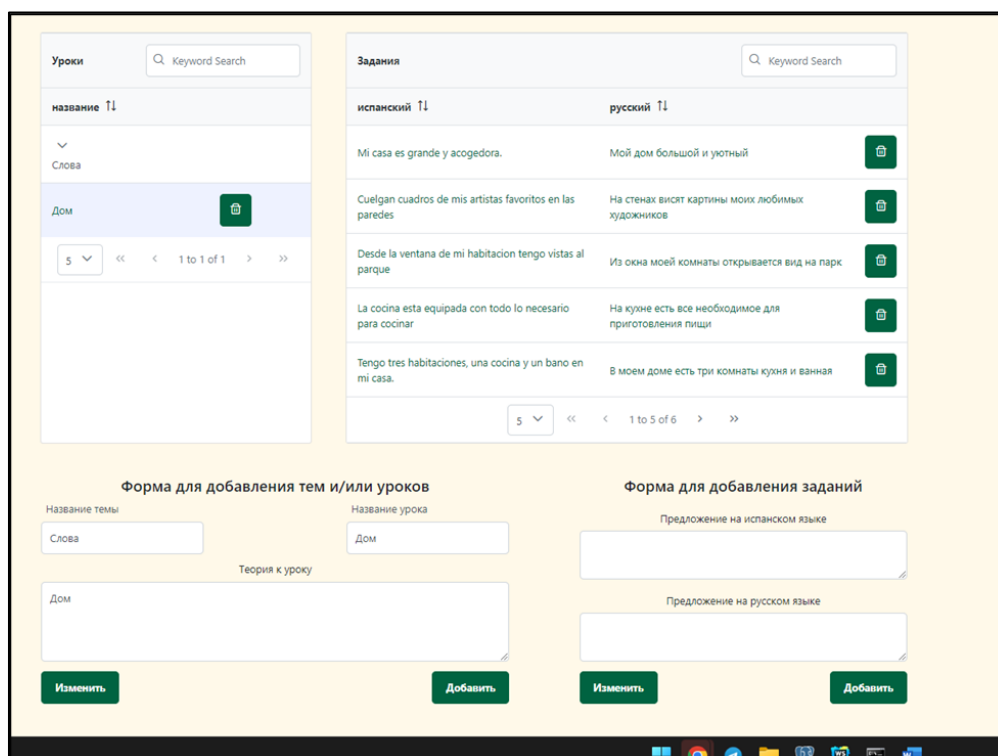 Уроки
Keyword Search
название
Слова
Дом
5
1 to 1 of 1
Задания
Keyword Search
испанский
русский
Mi casa es grande y acogedora.
Мой дом большой и уютный
Cuelgan cuadros de mis artistas favoritos en las
paredes
На стенах висят картины моих любимых
художников
Desde la ventana de mi habitacion tengo vistas al
parque
Из окна моей комнаты открывается вид на парк
La cocina esta equipada con todo lo necesario
para cocinar
На кухне есть все необходимое для
приготовления пищи
Tengo tres habitaciones, una cocina y un bano en
mi casa.
В моем доме есть три комнаты кухня и ванная
5
1 to 5 of 6
Форма для добавления тем и/или уроков
Название темы
Название урока
Слова
Дом
Теория к уроку
Дом
Изменить
Добавить
Форма для добавления заданий
Предложение на испанском языке
Предложение на русском языке
Изменить
Добавить
WS
W